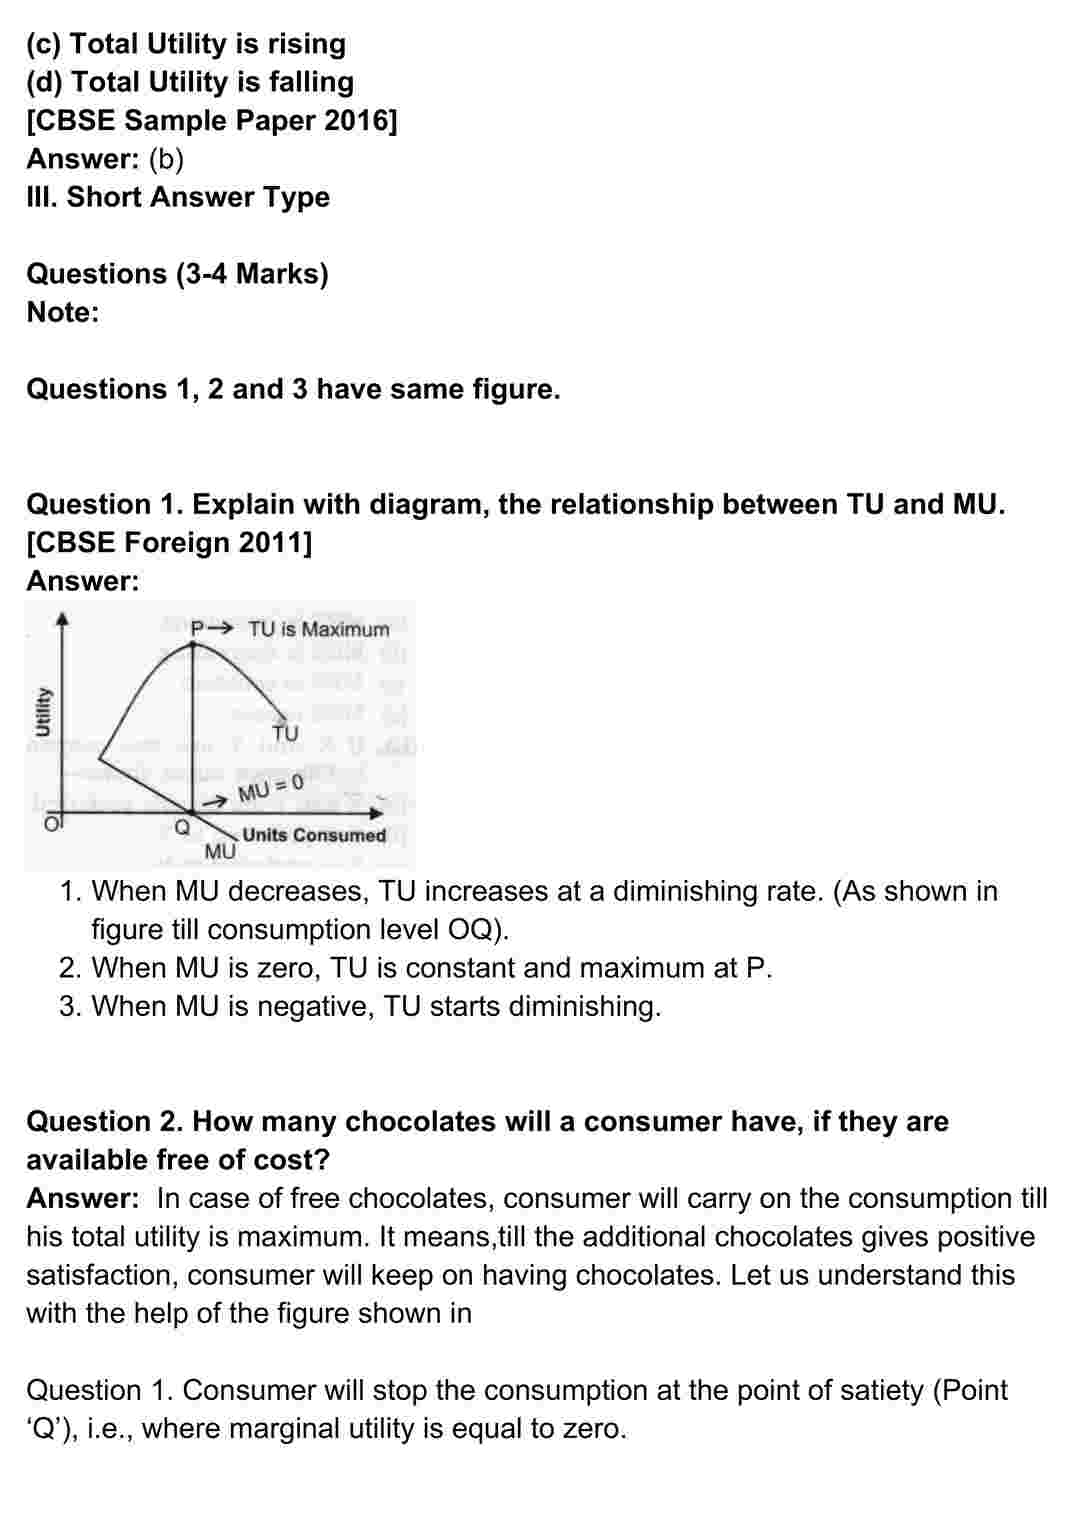 (c) Total Utility is rising
(d) Total Utility is falling
[CBSE Sample Paper 2016]
Answer: (b)
III. Short Answer Type
Questions (3-4 Marks)
Note:
Questions 1, 2 and 3 have same figure.
Question 1. Explain with diagram, the relationship between TU and MU.
[CBSE Foreign 2011]
Answer:
P→ TU is Maximum
Utility
TU
→ MU = 0
O
Q
Units Consumed
MU
1. When MU decreases, TU increases at a diminishing rate. (As shown in
figure till consumption level OQ).
2. When MU is zero, TU is constant and maximum at P.
3. When MU is negative, TU starts diminishing.
Question 2. How many chocolates will a consumer have, if they are
available free of cost?
Answer: In case of free chocolates, consumer will carry on the consumption till
his total utility is maximum. It means,till the additional chocolates gives positive
satisfaction, consumer will keep on having chocolates. Let us understand this
with the help of the figure shown in
Question 1. Consumer will stop the consumption at the point of satiety (Point
‘Q’), i.e., where marginal utility is equal to zero.